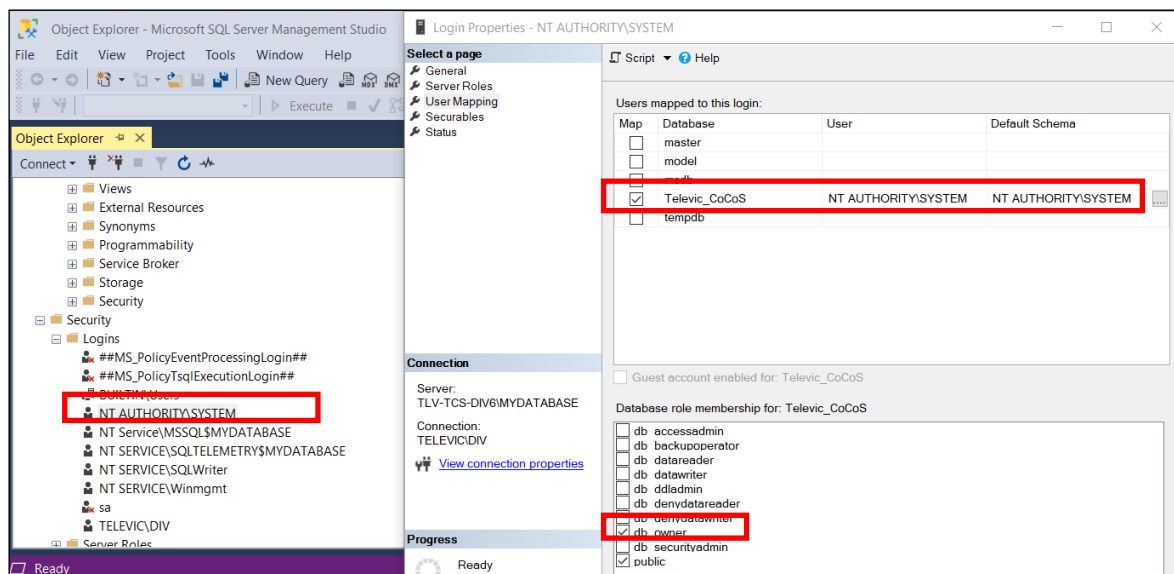 Object Explorer - Microsoft SQL Server Management Studio
File Edit View Project Tools Window Help
New Query MDX DMX
Execute
Object Explorer
Connect
Views
External Resources
Synonyms
Programmability
Service Broker
Storage
Security
Security
Logins
##MS_PolicyEventProcessingLogin##
##MS_PolicyTsqlExecutionLogin##
BUILTIN\Users
NT AUTHORITY\SYSTEM
NT Service\MSSQL$MYDATABASE
NT SERVICE\SQLTELEMETRY$MYDATABASE
NT SERVICE\SQLWriter
NT SERVICE\Winmgmt
sa
TELEVIC\DIV
Server Roles
Ready
Login Properties - NT AUTHORITY\SYSTEM
Select a page
General
Server Roles
User Mapping
Securables
Status
Connection
Server:
TLV-TCS-DIV6\MYDATABASE
Connection:
TELEVIC\DIV
View connection properties
Progress
Ready
Script Help
Users mapped to this login:
Map Database User Default Schema
master
model
msdb
Televic_CoCoS NT AUTHORITY\SYSTEM NT AUTHORITY\SYSTEM ...
tempdb
Guest account enabled for: Televic_CoCoS
Database role membership for: Televic_CoCoS
db_accessadmin
db_backupoperator
db_datareader
db_datawriter
db_ddladmin
db_denydatareader
db_denydatawriter
db_owner
db_securityadmin
public